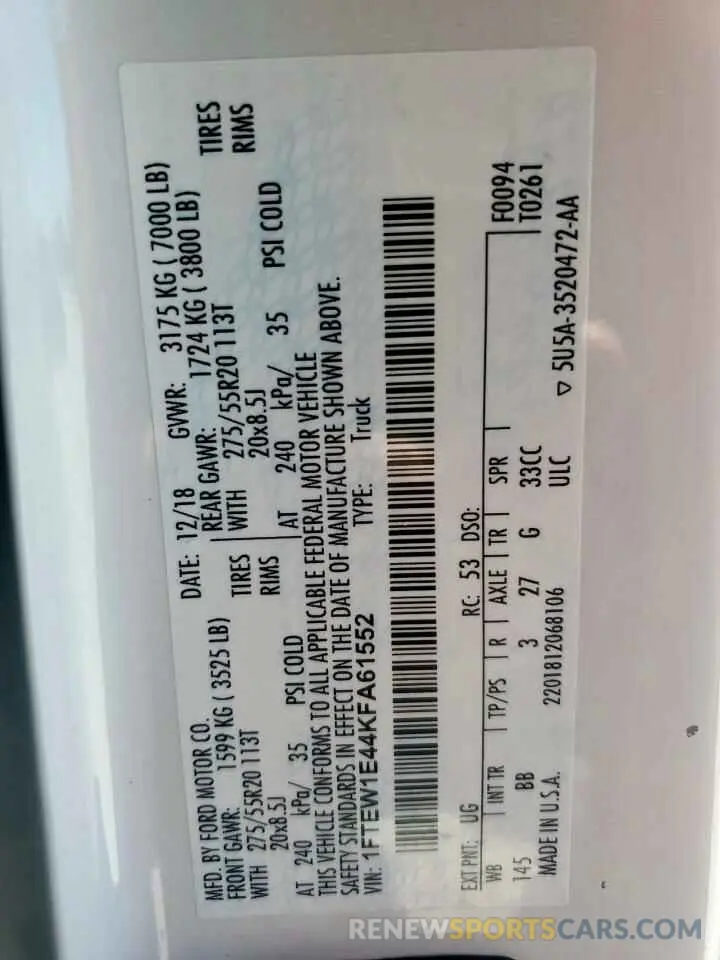 MFD. BY FORD MOTOR CO.
DATE: 12/18 GVWR: 3175 KG ( 7000 LB)
FRONT GAWR: 1599 KG ( 3525 LB)
REAR GAWR: 1724 KG ( 3800 LB)
WITH 275/55R20 113T TIRES
WITH 275/55R20 113T TIRES
20x8.5J RIMS
20x8.5J RIMS
AT 240 kPa/ 35 PSI COLD
AT 240 kPa/ 35 PSI COLD
THIS VEHICLE CONFORMS TO ALL APPLICABLE FEDERAL MOTOR VEHICLE
SAFETY STANDARDS IN EFFECT ON THE DATE OF MANUFACTURE SHOWN ABOVE.
VIN: 1FTEW1E44KFA61552 TYPE: Truck
EXT PNT: UG RC: 53 DSO:
WB INT TR TP/PS R AXLE TR SPR F0094
145 BB 3 27 G 33CC T0261
MADE IN U.S.A. 2201812068106 ULC
▽ 5U5A-3520472-AA
RENEWSPORTSCARS.COM